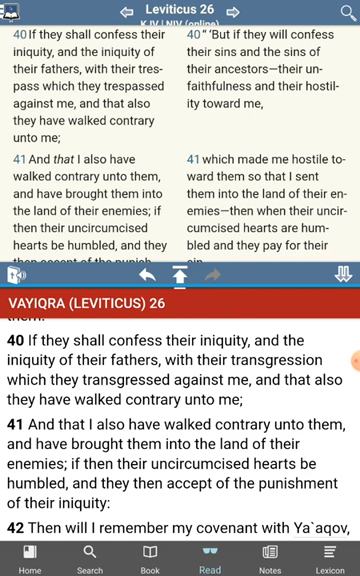 Leviticus 26
KJV | NIV (online)
40 If they shall confess their
iniquity, and the iniquity of
their fathers, with their tres-
pass which they trespassed
against me, and that also
they have walked contrary
unto me;
40 “ ‘But if they will confess
their sins and the sins of
their ancestors—their un-
faithfulness and their hostil-
ity toward me,
41 And that I also have
walked contrary unto them,
and have brought them into
the land of their enemies; if
then their uncircumcised
hearts be humbled, and they
then accept of the punish-
41 which made me hostile to-
ward them so that I sent
them into the land of their en-
emies—then when their uncir-
cumcised hearts are hum-
bled and they pay for their
sin
VAYIQRA (LEVITICUS) 26
them.
40 If they shall confess their iniquity, and the
iniquity of their fathers, with their transgression
which they transgressed against me, and that also
they have walked contrary unto me;
41 And that I also have walked contrary unto them,
and have brought them into the land of their
enemies; if then their uncircumcised hearts be
humbled, and they then accept of the punishment
of their iniquity:
42 Then will I remember my covenant with Ya`aqov,
Home
Search
Book
Read
Notes
Lexicon